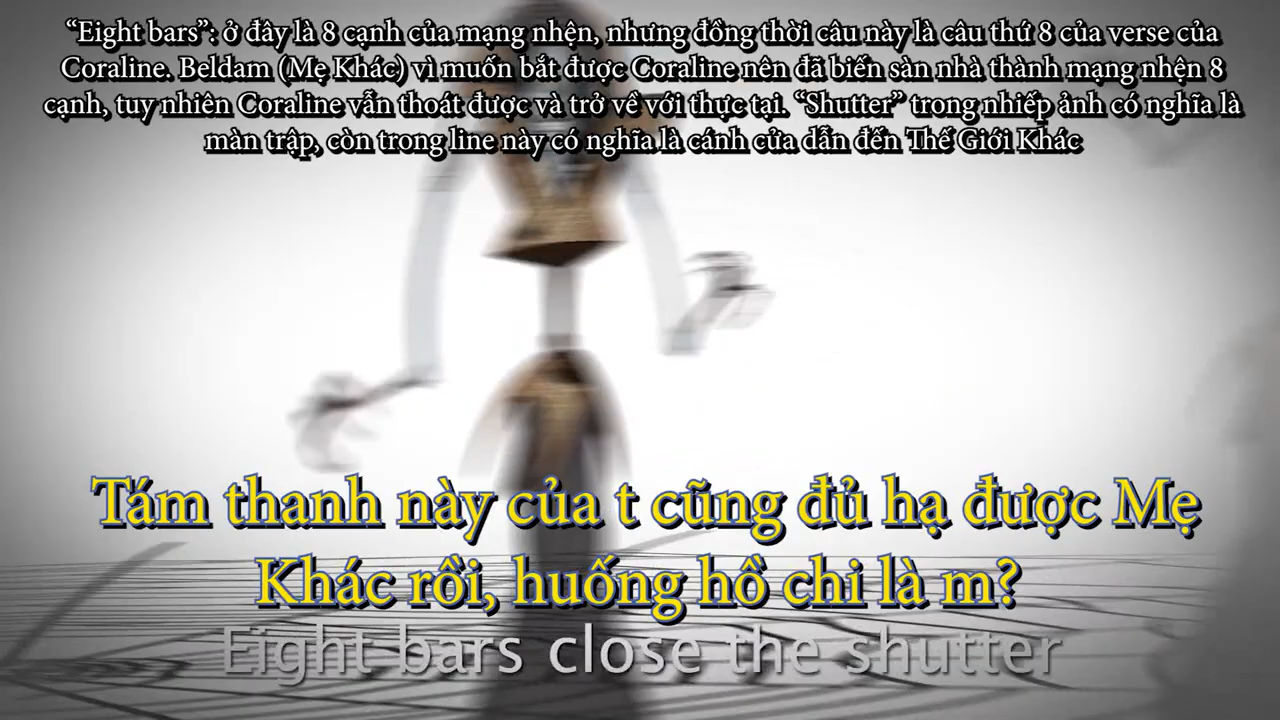 “Eight bars”: ở đây là 8 cạnh của mạng nhện, nhưng đồng thời câu này là câu thứ 8 của verse của
Coraline. Beldam (Mẹ Khác) vì muốn bắt được Coraline nên đã biến sàn nhà thành mạng nhện 8
cạnh, tuy nhiên Coraline vẫn thoát được và trở về với thực tại. “Shutter” trong nhiếp ảnh có nghĩa là
màn trập, còn trong line này có nghĩa là cánh cửa dẫn đến Thế Giới Khác
Tám thanh này của t cũng đủ hạ được Mẹ
Khác rồi, huống hồ chi là m?
Eight bars close the shutter